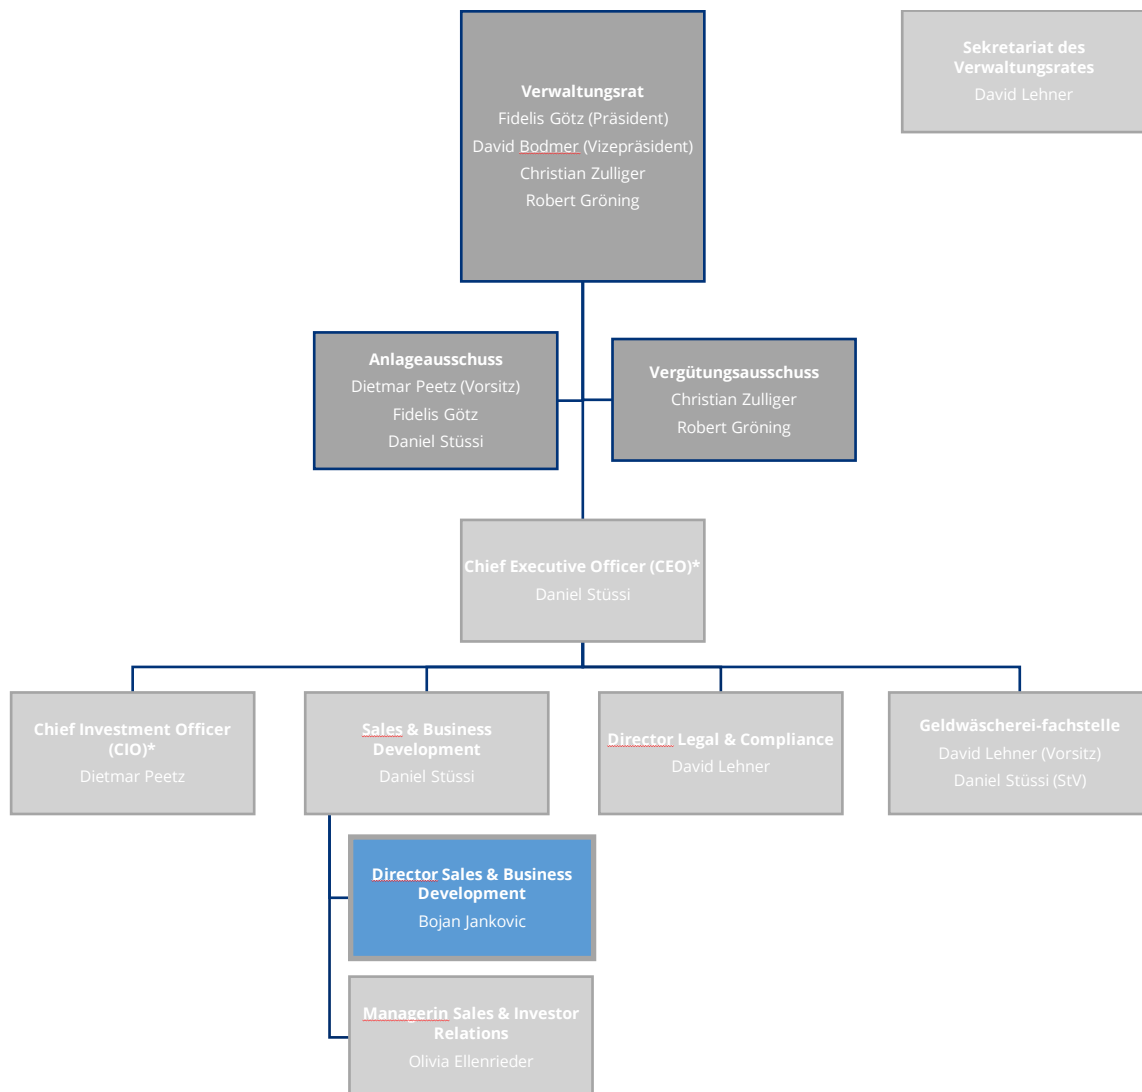 Verwaltungsrat
Fidelis Götz (Präsident)
David Bodmer (Vizepräsident)
Christian Zulliger
Robert Gröning
Sekretariat des
Verwaltungsrates
David Lehner
Anlageausschuss
Dietmar Peetz (Vorsitz)
Fidelis Götz
Daniel Stüssi
Vergütungsausschuss
Christian Zulliger
Robert Gröning
Chief Executive Officer (CEO)*
Daniel Stüssi
Chief Investment Officer
(CIO)*
Dietmar Peetz
Sales & Business
Development
Daniel Stüssi
Director Legal & Compliance
David Lehner
Geldwäscherei-fachstelle
David Lehner (Vorsitz)
Daniel Stüssi (StV)
Director Sales & Business
Development
Bojan Jankovic
Managerin Sales & Investor
Relations
Olivia Ellenrieder